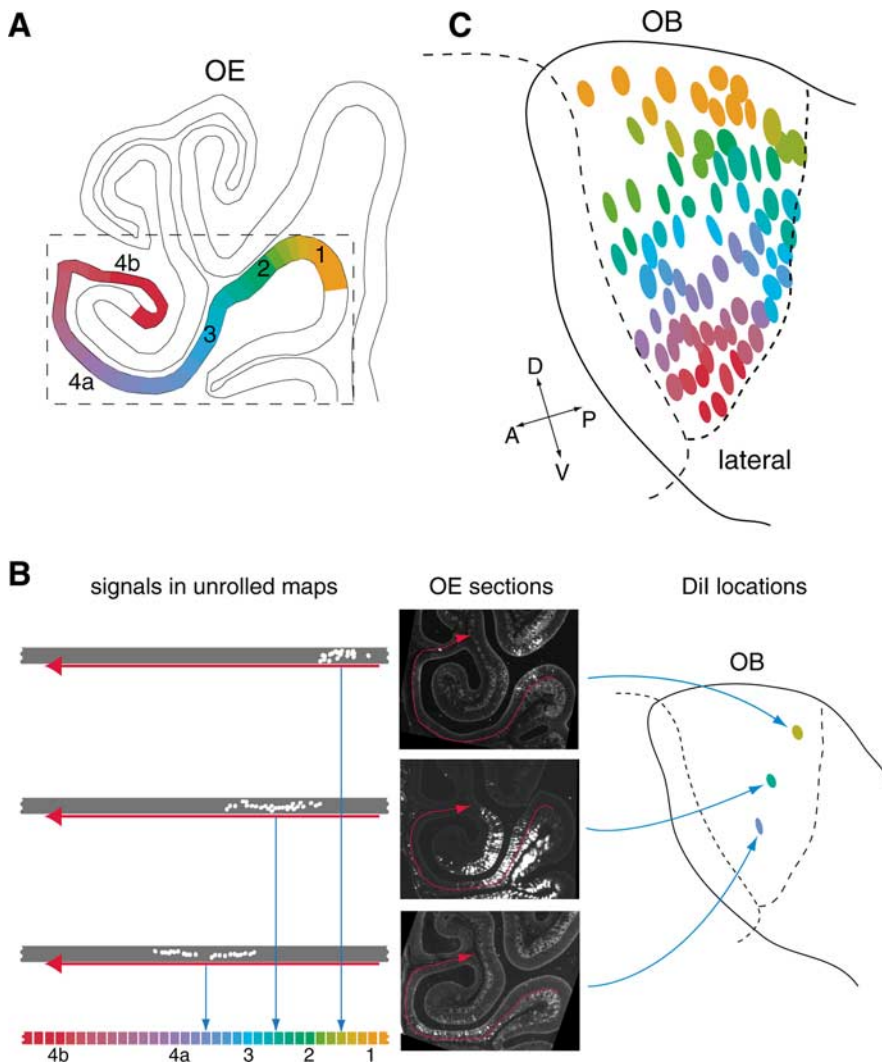 A
OE
4b
1
2
3
4a
C
OB
D
A
P
V
lateral
B
signals in unrolled maps
OE sections
DiI locations
OB
4b
4a
3
2
1